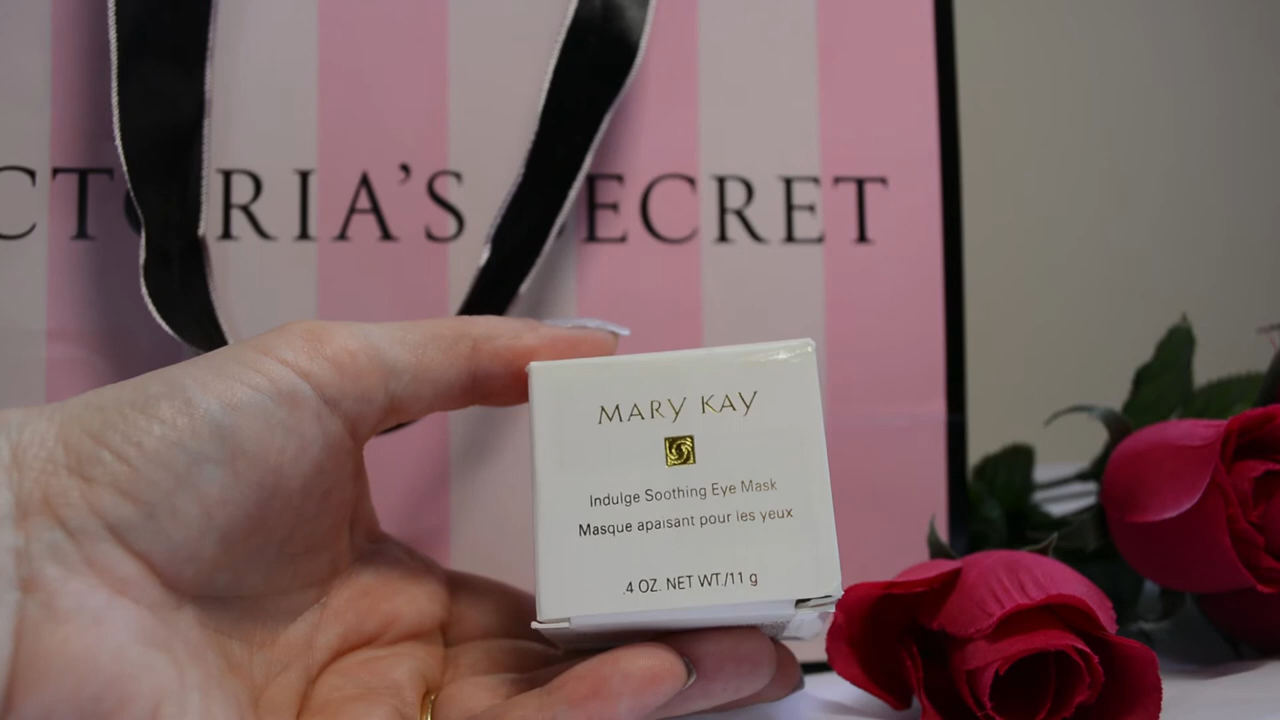 CTORIA'S ECRET
MARY KAY
Indulge Soothing Eye Mask
Masque apaisant pour les yeux
.4 OZ. NET WT./11 g